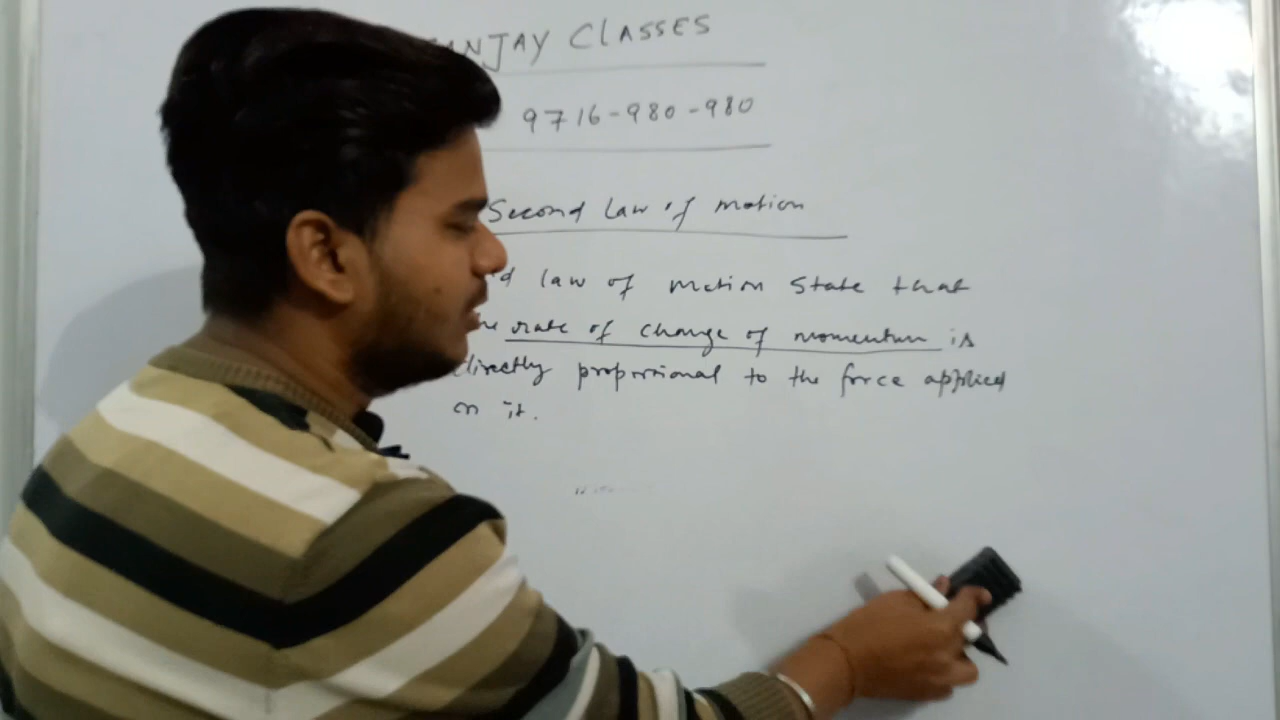 CLASSES
9716-980-980
Second law of motion
law of motion state that
rate of change of momentum is
directly proporsional to the force applied
on it.